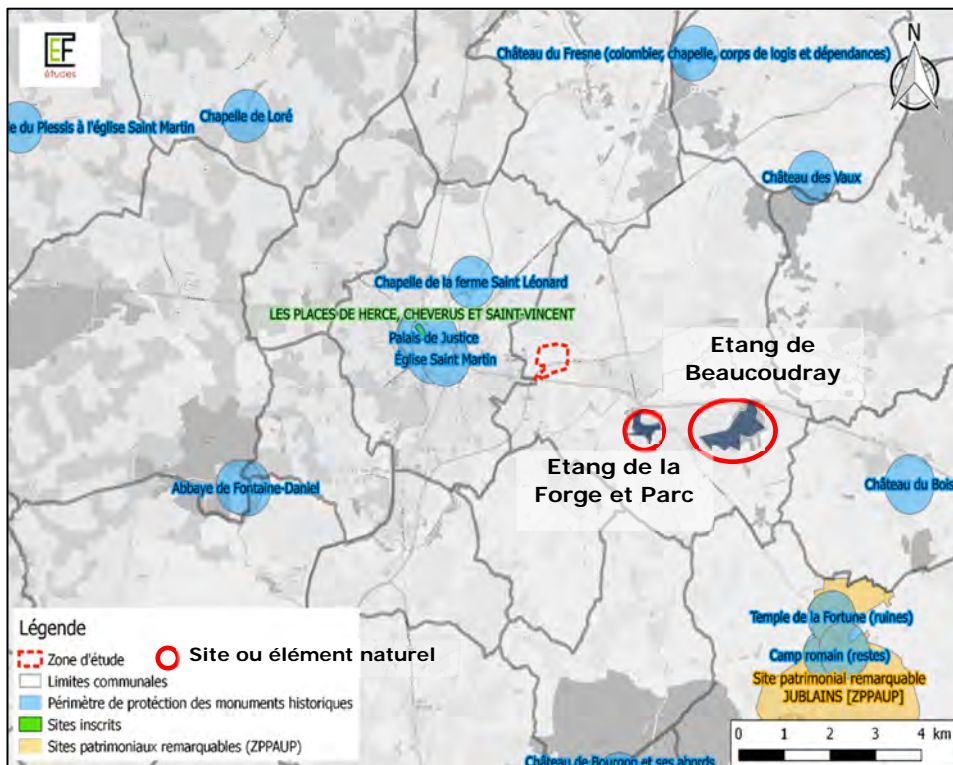 EF
études
N
Château du Fresne (colombier, chapelle, corps de logis et dépendances)
Chapelle de Loré
e du Plessis à l'église Saint Martin
Château des Vaux
Chapelle de la ferme Saint Léonard
LES PLACES DE HERCE, CHEVERUS ET SAINT-VINCENT
Palais de Justice
Église Saint Martin
Etang de
Beaucoudray
Etang de la
Forge et Parc
Abbaye de Fontaine-Daniel
Château du Bois
Temple de la Fortune (ruines)
Camp romain (restes)
Site patrimonial remarquable
JUBLAINS [ZPPAUP]
Château de Bourgon et ses abords
Légende
Zone d'étude
Site ou élément naturel
Limites communales
Périmètre de protéction des monuments historiques
Sites inscrits
Sites patrimoniaux remarquables (ZPPAUP)
0 1 2 3 4 km